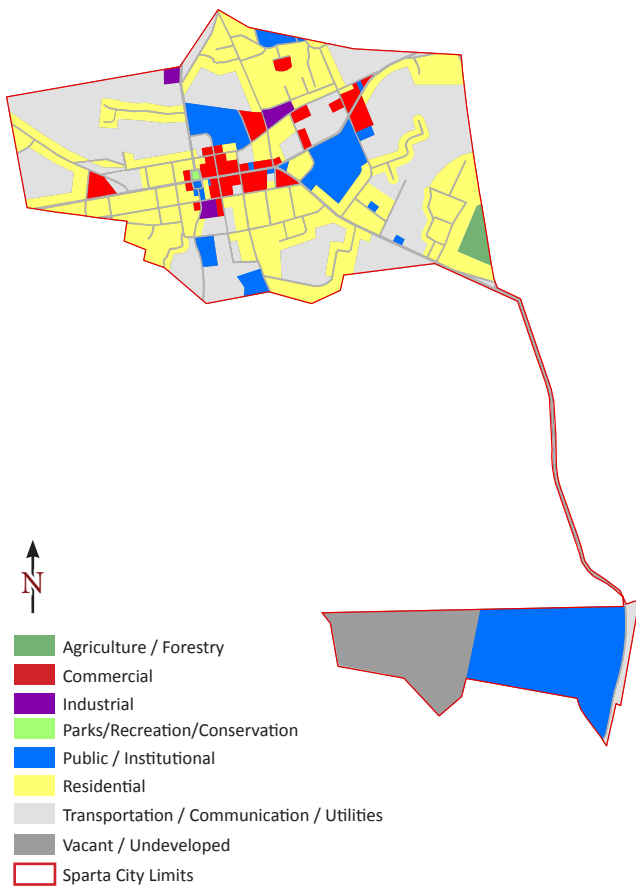 N
Agriculture / Forestry
Commercial
Industrial
Parks/Recreation/Conservation
Public / Institutional
Residential
Transportation / Communication / Utilities
Vacant / Undeveloped
Sparta City Limits